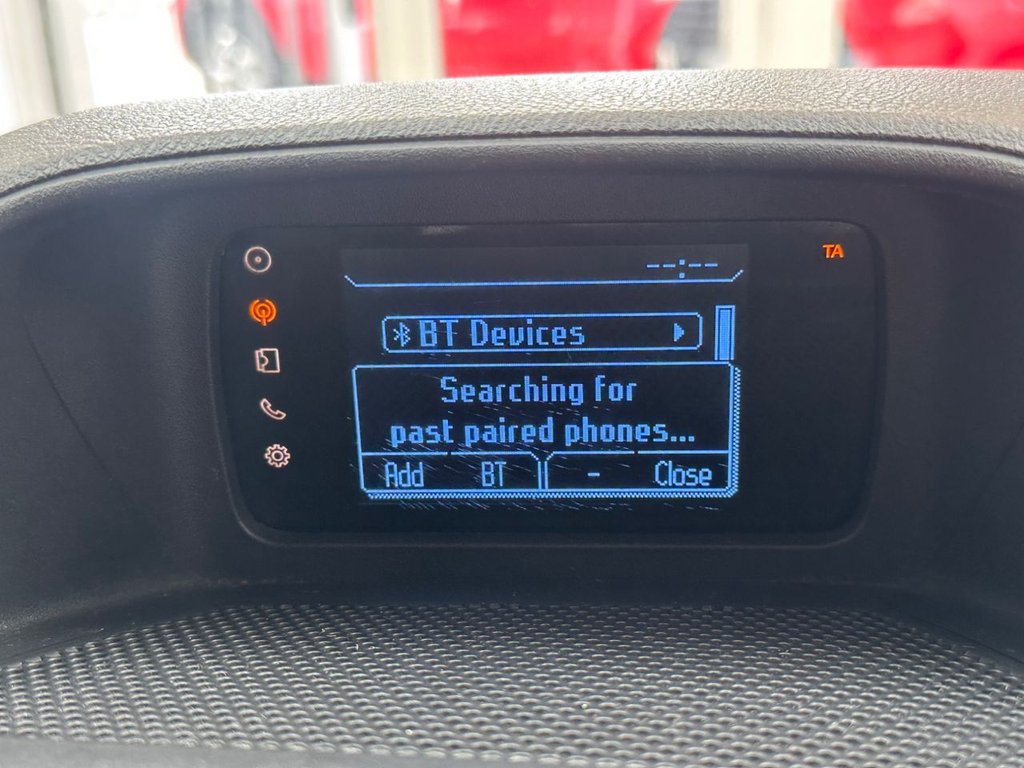 TA
--:--
BT Devices
Searching for
past paired phones...
Add BT - Close